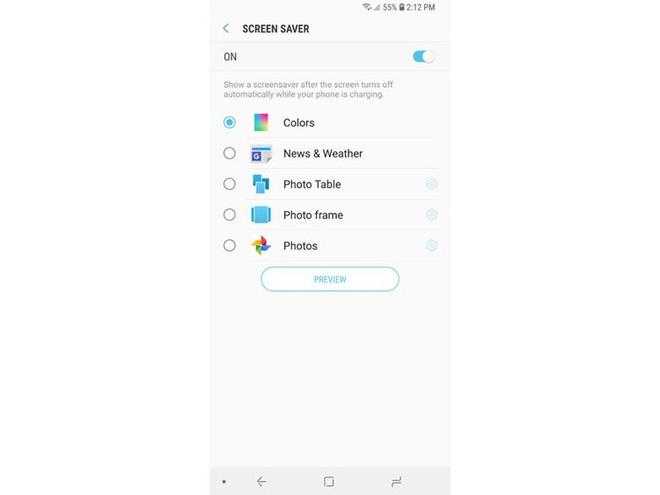 55% 2:12 PM
SCREEN SAVER
ON
Show a screensaver after the screen turns off
automatically while your phone is charging.
Colors
News & Weather
Photo Table
Photo frame
Photos
PREVIEW